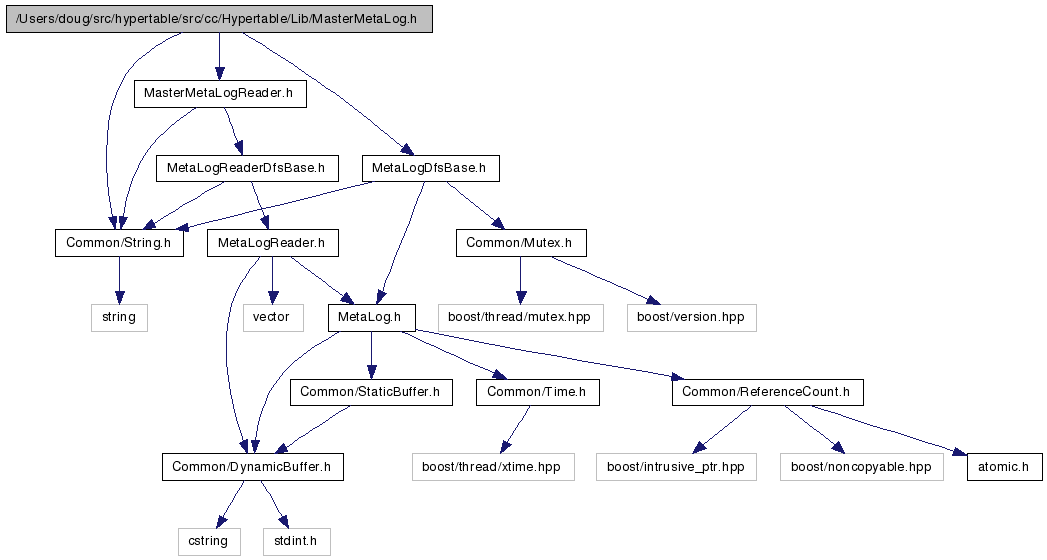 /Users/doug/src/hypertable/src/cc/Hypertable/Lib/MasterMetaLog.h
MasterMetaLogReader.h
MetaLogReaderDfsBase.h
MetaLogDfsBase.h
Common/String.h
MetaLogReader.h
Common/Mutex.h
string
vector
MetaLog.h
boost/thread/mutex.hpp
boost/version.hpp
Common/StaticBuffer.h
Common/Time.h
Common/ReferenceCount.h
Common/DynamicBuffer.h
boost/thread/xtime.hpp
boost/intrusive_ptr.hpp
boost/noncopyable.hpp
atomic.h
cstring
stdint.h